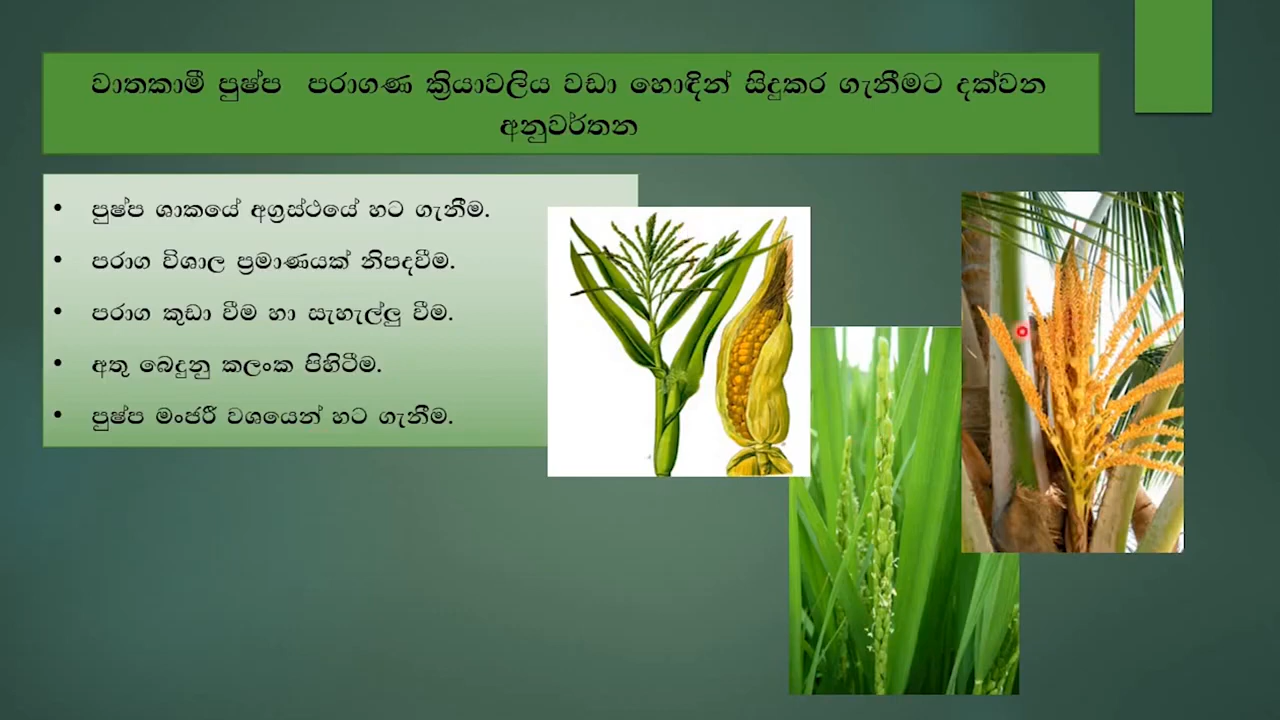 වාතකාමී පුෂ්ප පරාගණ ක්‍රියාවලිය වඩා හොඳින් සිදුකර ගැනීමට දක්වන
අනුවර්තන
• පුෂ්ප ශාකයේ අග්‍රස්ථයේ හට ගැනීම.
• පරාග විශාල ප්‍රමාණයක් නිපදවීම.
• පරාග කුඩා වීම හා සැහැල්ලු වීම.
• අතු බෙදුනු කලංක පිහිටීම.
• පුෂ්ප මංජරී වශයෙන් හට ගැනීම.